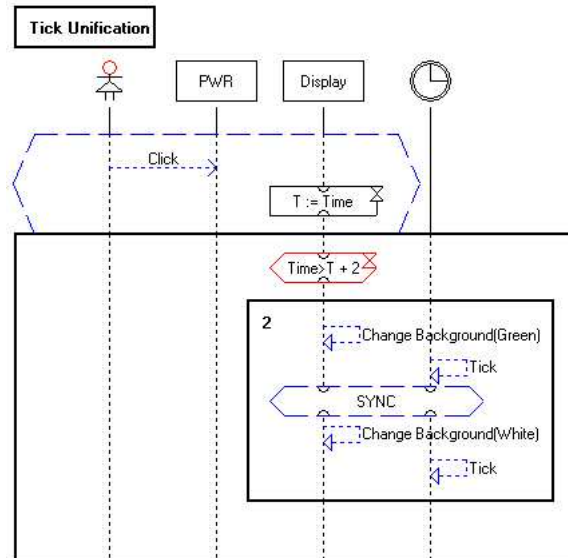 Tick Unification
PWR
Display
Click
T := Time
Time>T + 2
2
Change Background(Green)
Tick
SYNC
Change Background(White)
Tick